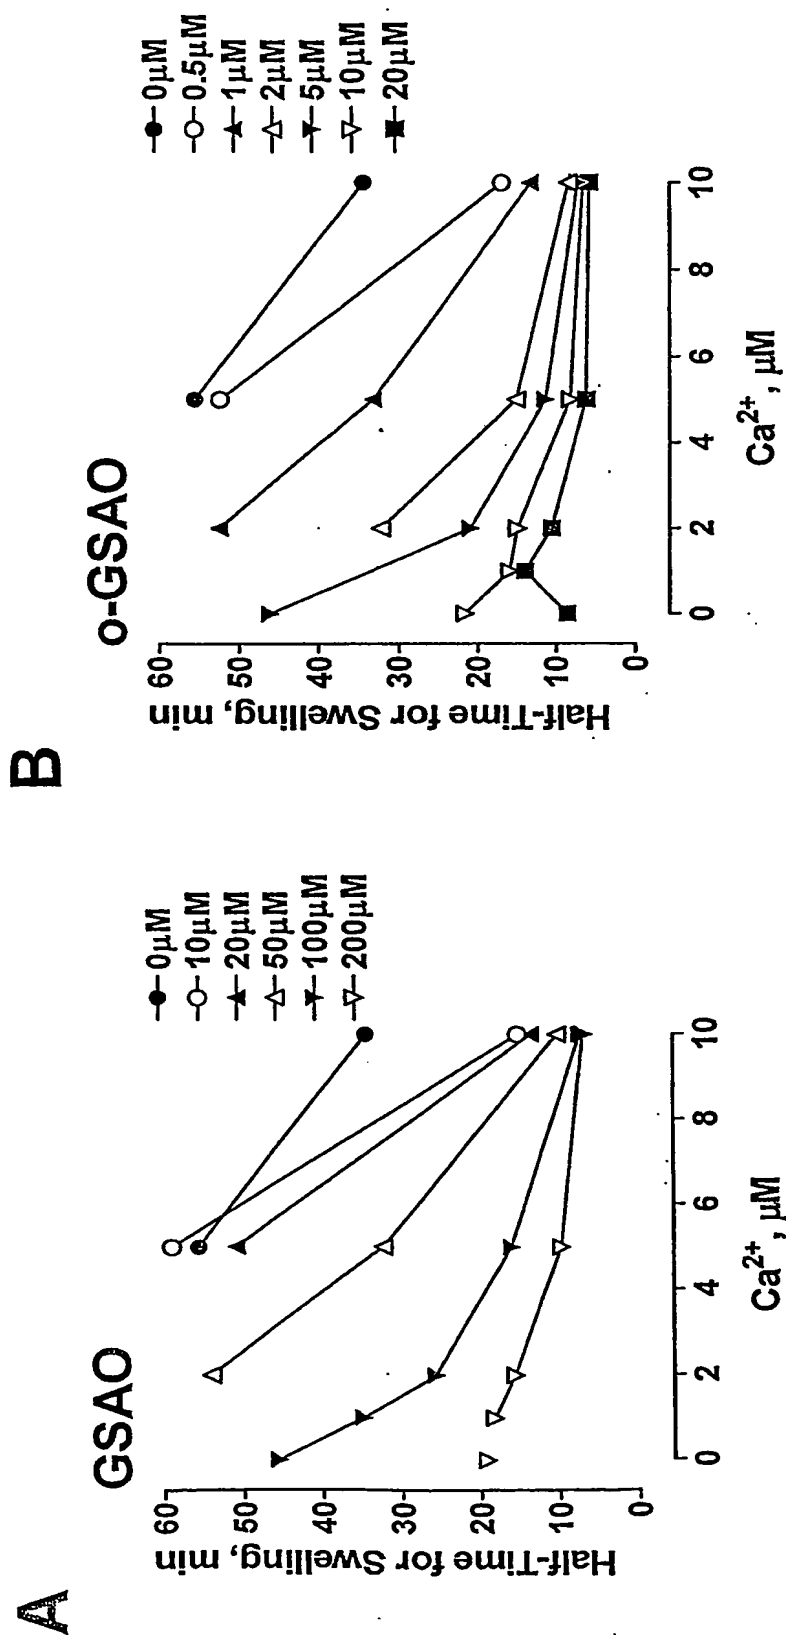 A
GSAO
0µM
10µM
20µM
50µM
100µM
200µM
Half-Time for Swelling, min
60
50
40
30
20
10
0
0 2 4 6 8 10
Ca2+, µM
B
o-GSAO
0µM
0.5µM
1µM
2µM
5µM
10µM
20µM
Half-Time for Swelling, min
60
50
40
30
20
10
0
0 2 4 6 8 10
Ca2+, µM